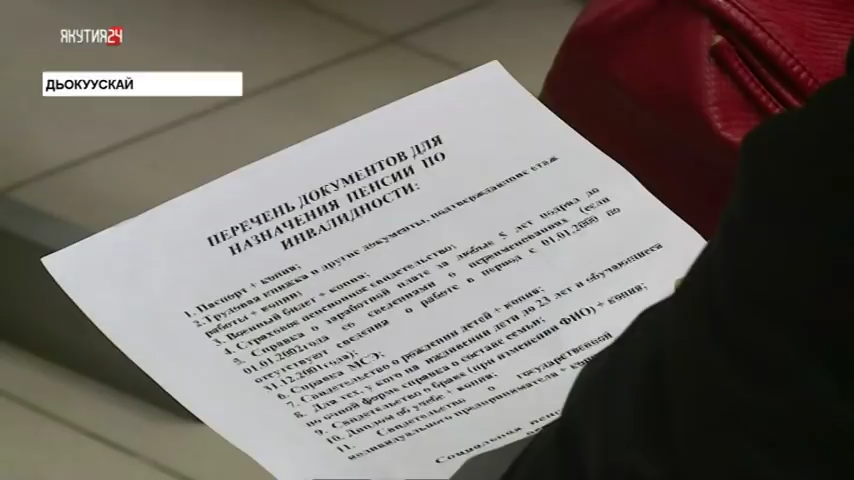 ЯКУТИЯ24
ДЬОКУУСКАЙ
ПЕРЕЧЕНЬ ДОКУМЕНТОВ ДЛЯ
НАЗНАЧЕНИЯ ПЕНСИИ ПО
ИНВАЛИДНОСТИ:
1. Паспорт + копия;
2. Трудовая книжка и другие документы, подтверждающие стаж
работы + копии;
3. Военный билет + копия;
4. Страховое пенсионное свидетельство;
5. Справка о заработной плате за любые 5 лет подряд до
01.01.2002года со сведениями о переименованиях (если
отсутствуют сведения о работе в период с 01.01.2000 по
31.12.2001года);
6. Справка МСЭ;
7. Свидетельство о рождении детей + копия;
8. Для тех, у кого на иждивении дети до 23 лет и обучающиеся
по очной форме справка о составе семьи;
9. Свидетельство о браке (при изменении ФИО) + копия;
10. Диплом об учебе + копия;
11. Свидетельство о государственной
индивидуального предпринимателя +
Социальная